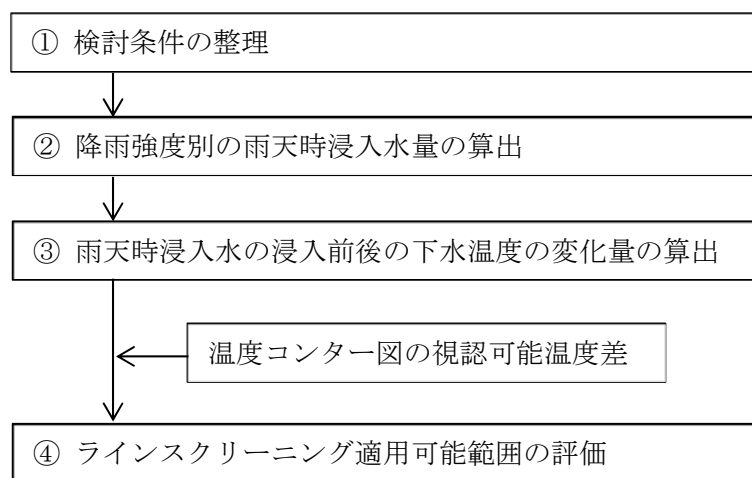 ① 検討条件の整理
② 降雨強度別の雨天時浸入水量の算出
③ 雨天時浸入水の浸入前後の下水温度の変化量の算出
温度コンター図の視認可能温度差
④ ラインスクリーニング適用可能範囲の評価